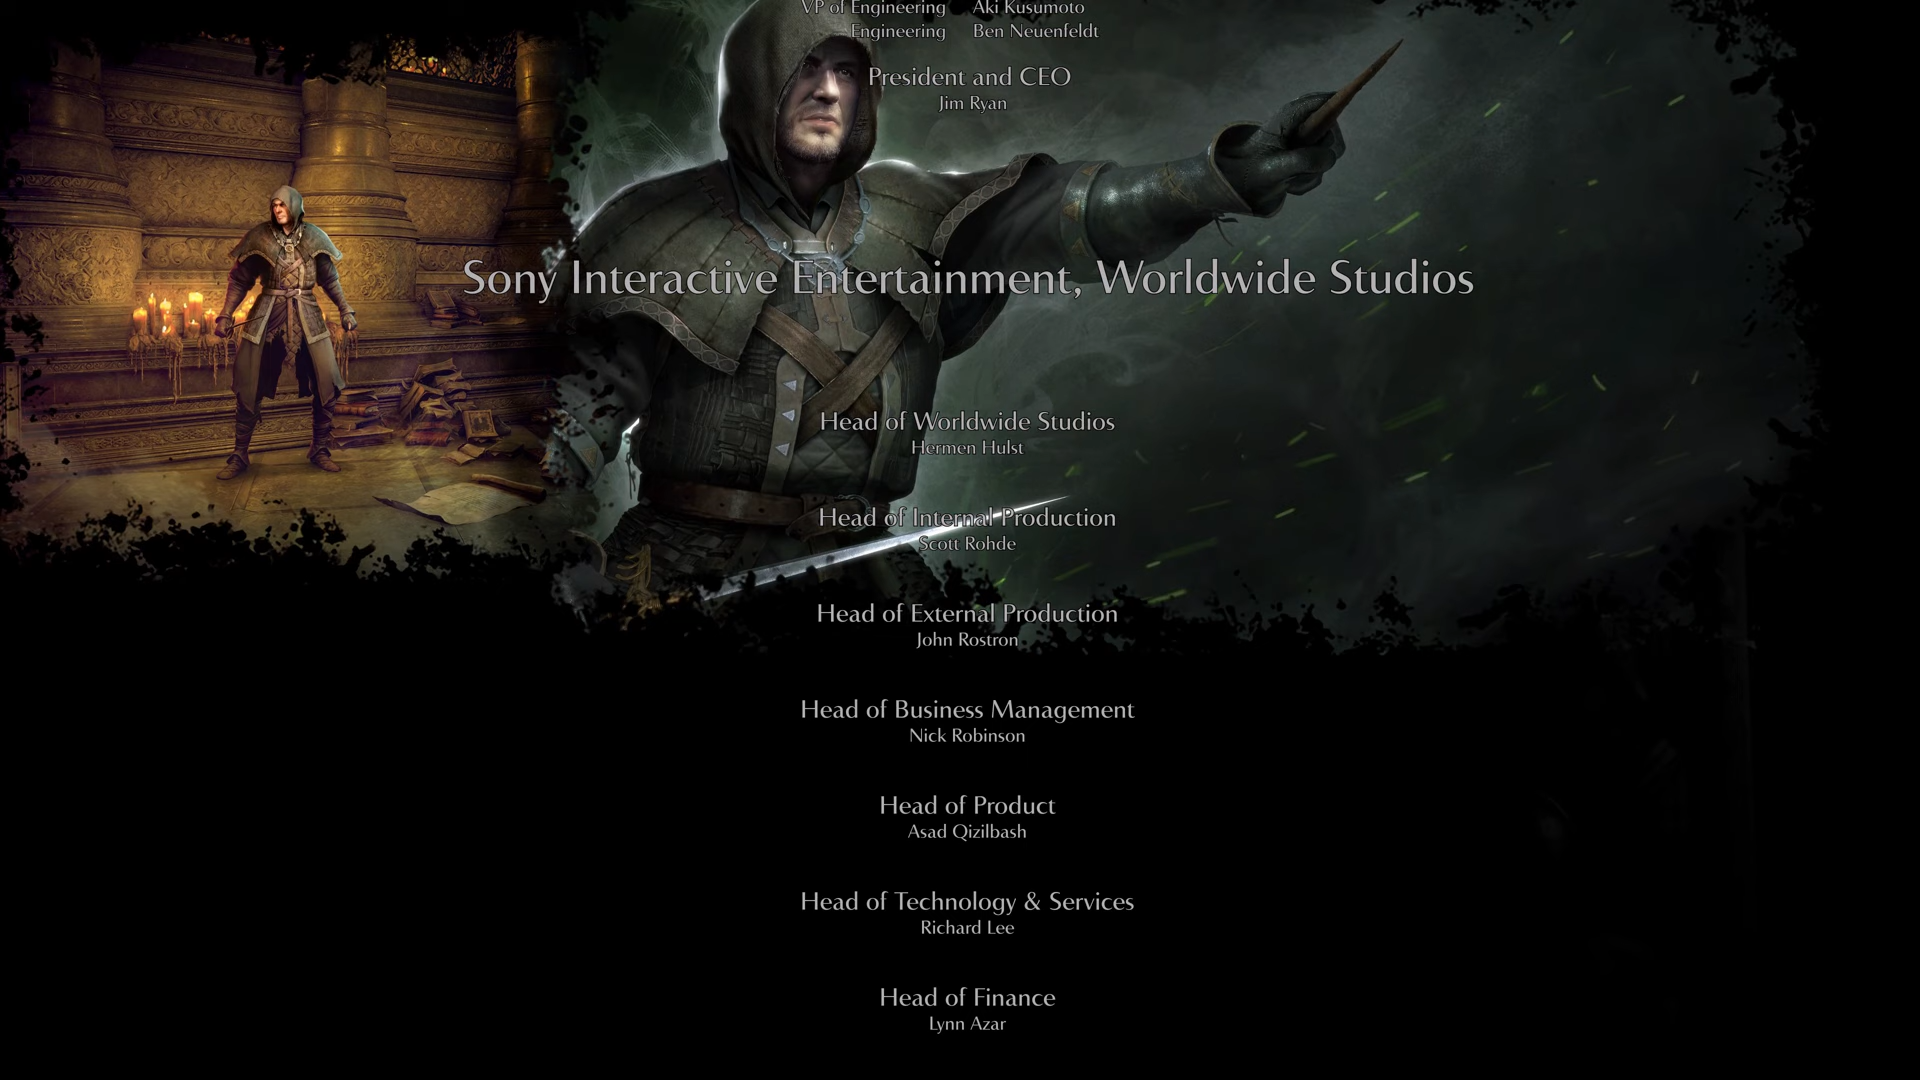 VP of Engineering Aki Kusumoto
Engineering Ben Neuenfeldt
President and CEO
Jim Ryan
Sony Interactive Entertainment, Worldwide Studios
Head of Worldwide Studios
Hermen Hulst
Head of Internal Production
Scott Rohde
Head of External Production
John Rostron
Head of Business Management
Nick Robinson
Head of Product
Asad Qizilbash
Head of Technology & Services
Richard Lee
Head of Finance
Lynn Azar